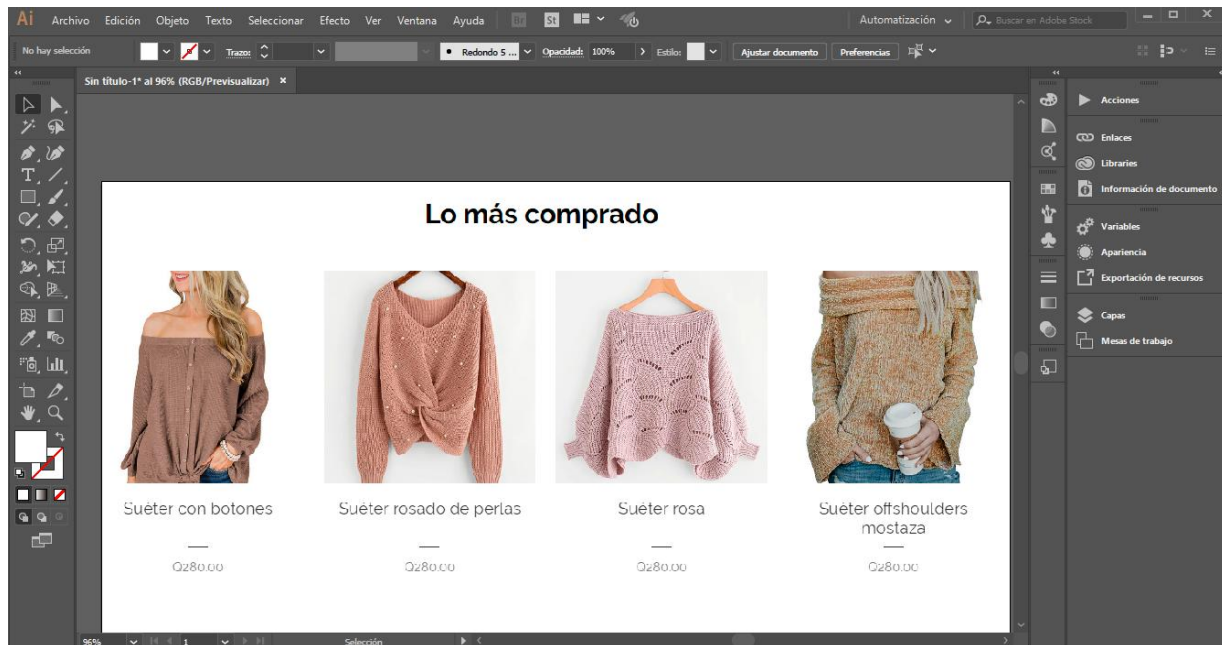 Ai Archivo Edición Objeto Texto Seleccionar Efecto Ver Ventana Ayuda Br St Automatización Buscar en Adobe Stock
No hay selección Trazo: Redondo 5 ... Opacidad: 100% Estilo: Ajustar documento Preferencias
Sin título-1* al 96% (RGB/Previsualizar) ×
Acciones
Enlaces
Libraries
Información de documento
Variables
Apariencia
Exportación de recursos
Capas
Mesas de trabajo
Lo más comprado
Suéter con botones
Q280.00
Suéter rosado de perlas
Q280.00
Suéter rosa
Q280.00
Suéter offshoulders
mostaza
Q280.00
96% 1 Selección